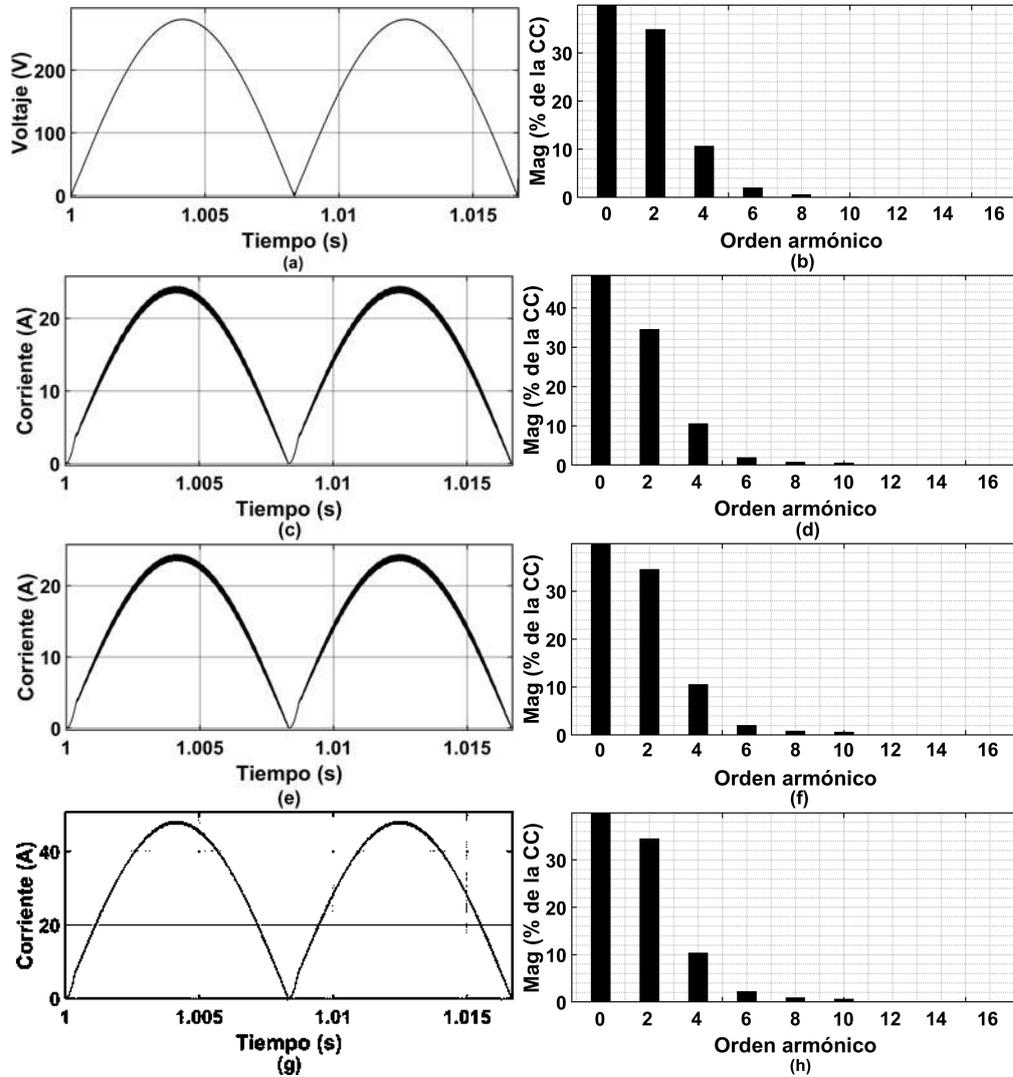 Voltaje (V)
200
100
0
1 1.005 1.01 1.015
Tiempo (s)
(a)
Mag (% de la CC)
30
20
10
0
0 2 4 6 8 10 12 14 16
Orden armónico
(b)
Corriente (A)
20
10
0
1 1.005 1.01 1.015
Tiempo (s)
(c)
Mag (% de la CC)
40
30
20
10
0
0 2 4 6 8 10 12 14 16
Orden armónico
(d)
Corriente (A)
20
10
0
1 1.005 1.01 1.015
Tiempo (s)
(e)
Mag (% de la CC)
30
20
10
0
0 2 4 6 8 10 12 14 16
Orden armónico
(f)
Corriente (A)
40
20
0
1 1.005 1.01 1.015
Tiempo (s)
(g)
Mag (% de la CC)
30
20
10
0
0 2 4 6 8 10 12 14 16
Orden armónico
(h)